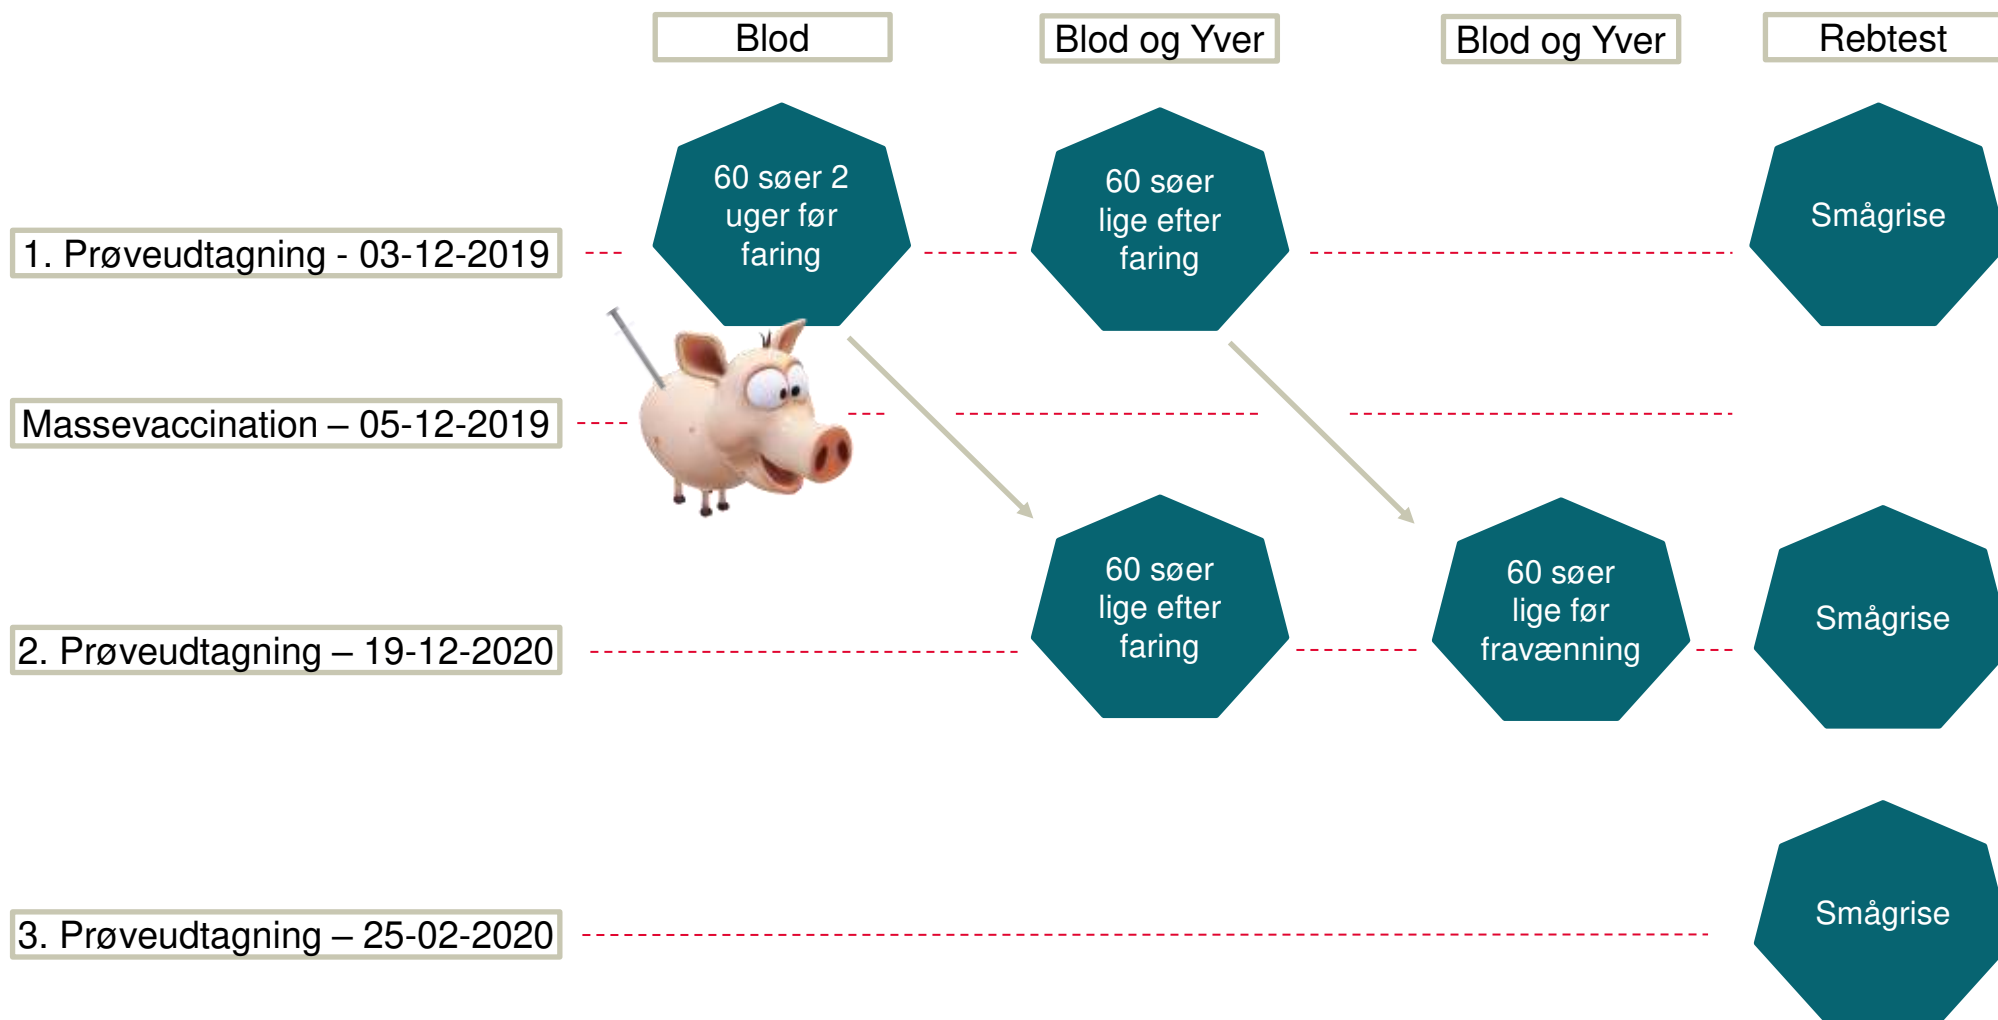 Blod
Blod og Yver
Blod og Yver
Rebtest
1. Prøveudtagning - 03-12-2019
60 søer 2
uger før
faring
60 søer
lige efter
faring
Smågrise
Massevaccination – 05-12-2019
2. Prøveudtagning – 19-12-2020
60 søer
lige efter
faring
60 søer
lige før
fravænning
Smågrise
3. Prøveudtagning – 25-02-2020
Smågrise